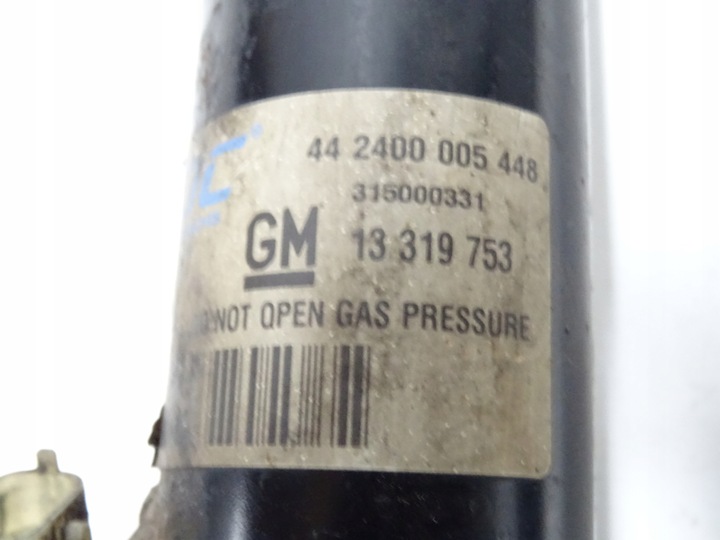 44 2400 005 448
315000331
GM 13 319 753
NOT OPEN GAS PRESSURE